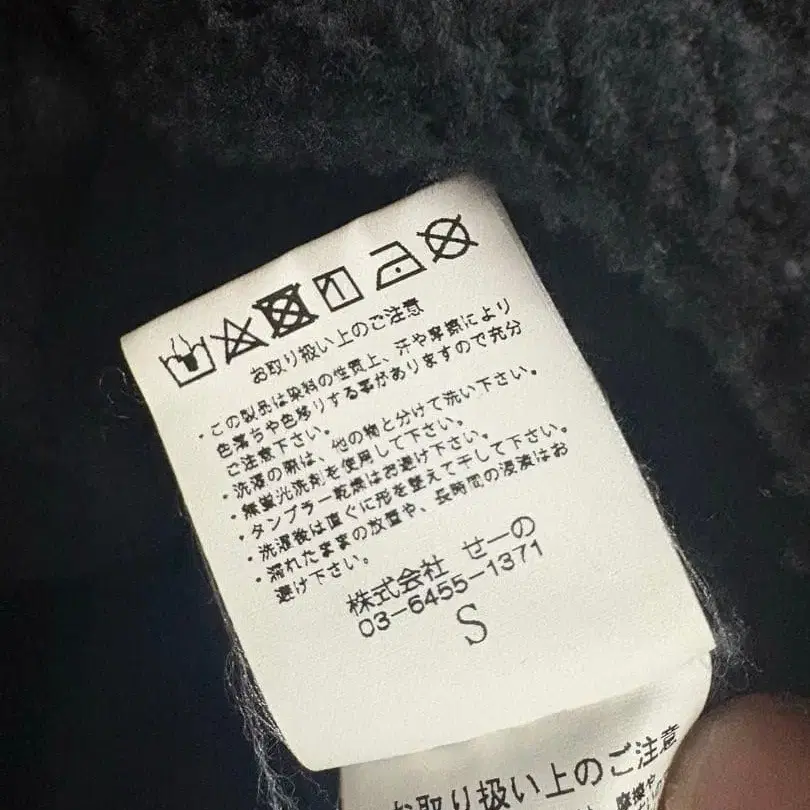 お取り扱い上のご注意
・この製品は染料の性質上、汗や摩擦により
色落ちや色移りする事がありますので充分
ご注意下さい。
・洗濯の際は、他の物と分けて洗い下さい。
・無蛍光洗剤を使用して下さい。
・タンブラー乾燥はお避け下さい。
・洗濯後は直ぐに形を整えて干して下さい。
・濡れたままの放置や、長時間の浸漬はお
避け下さい。
株式会社 せーの
03-6455-1371
S
お取り扱い上のご注意
摩擦や